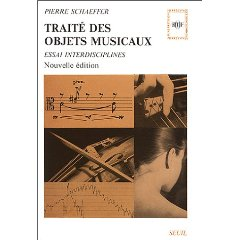 PIERRE SCHAEFFER
TRAITÉ DES
OBJETS MUSICAUX
ESSAI INTERDISCIPLINES
Nouvelle édition
SEUIL